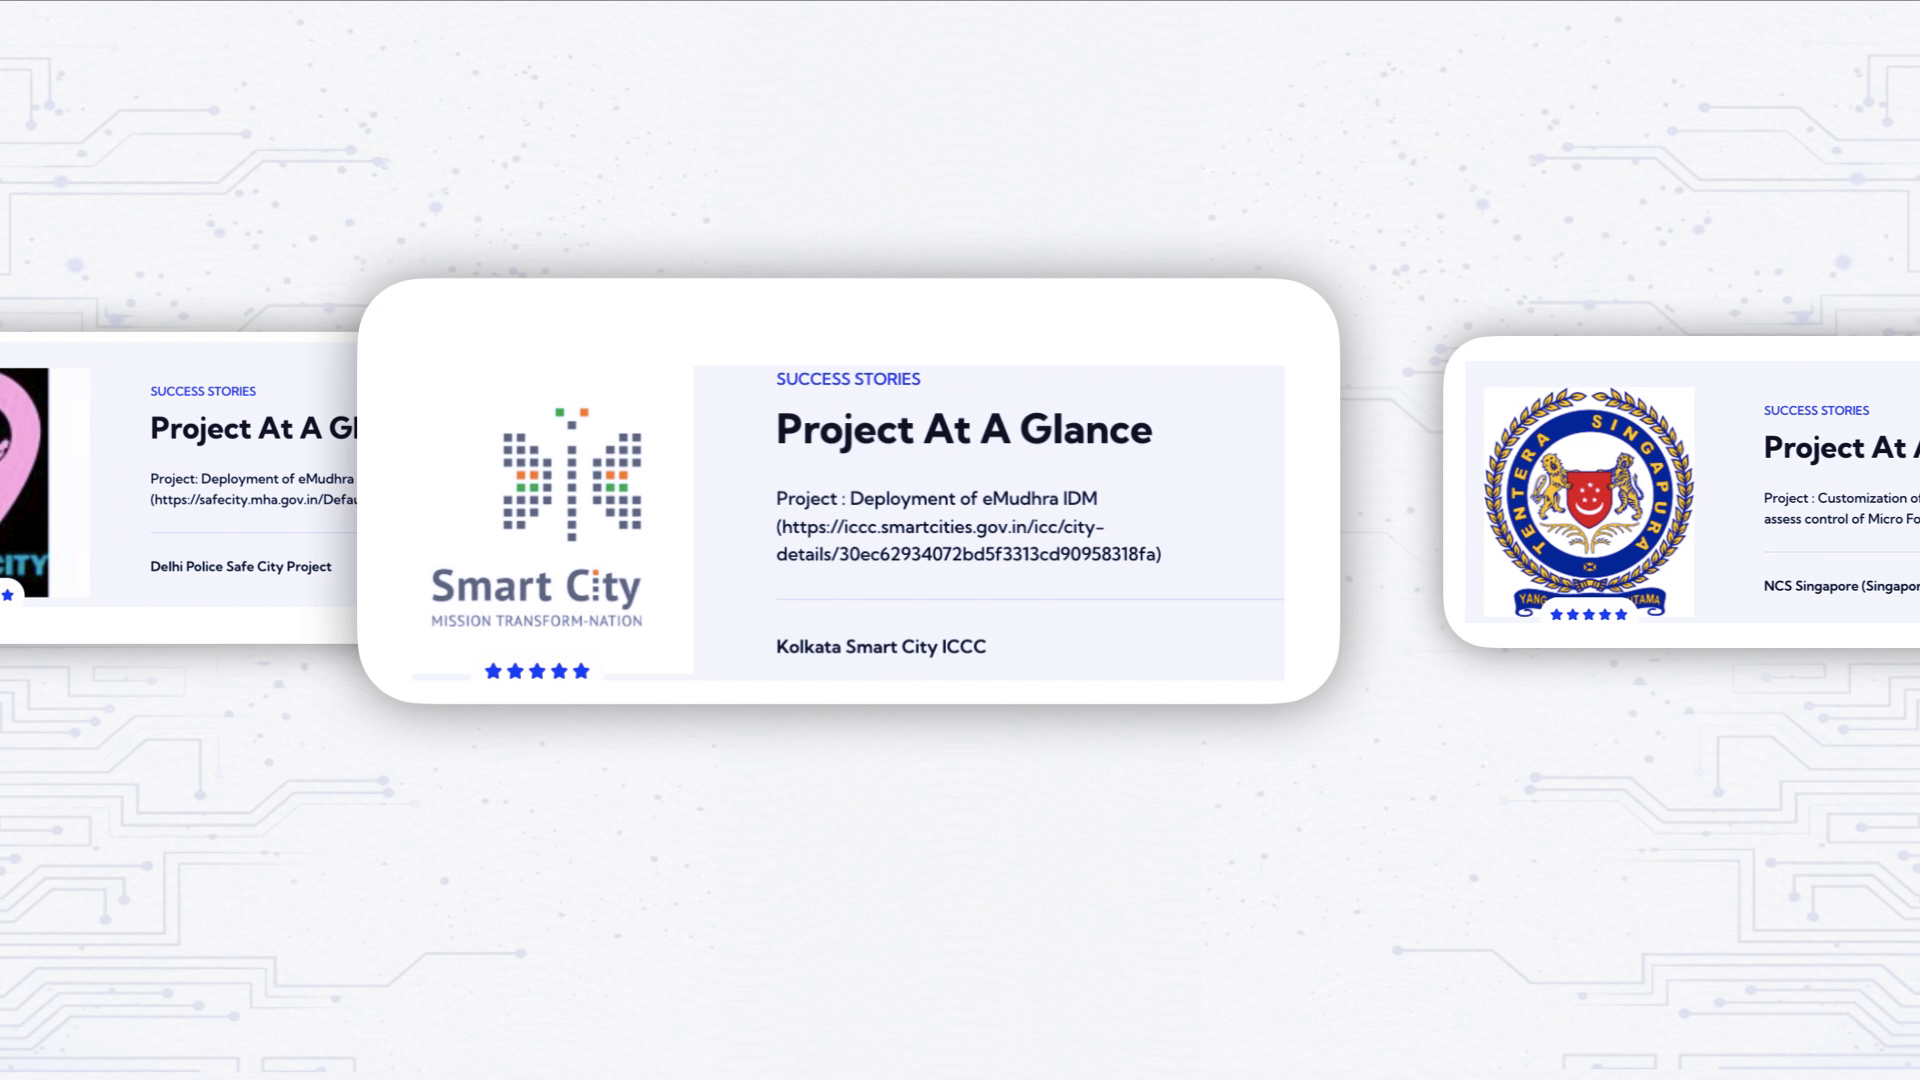 CITY
SUCCESS STORIES
Project At A
Project: Deployment of eMudhra
(https://safecity.mha.gov.in/Defau
Delhi Police Safe City Project
Smart City
MISSION TRANSFORM-NATION
SUCCESS STORIES
Project At A Glance
Project : Deployment of eMudhra IDM
(https://iccc.smartcities.gov.in/icc/city-
details/30ec62934072bd5f3313cd90958318fa)
Kolkata Smart City ICCC
TENTERA SINGAPURA
YANG
SUCCESS STORIES
Project At
Project : Customization of
assess control of Micro Fo
NCS Singapore (Singapor